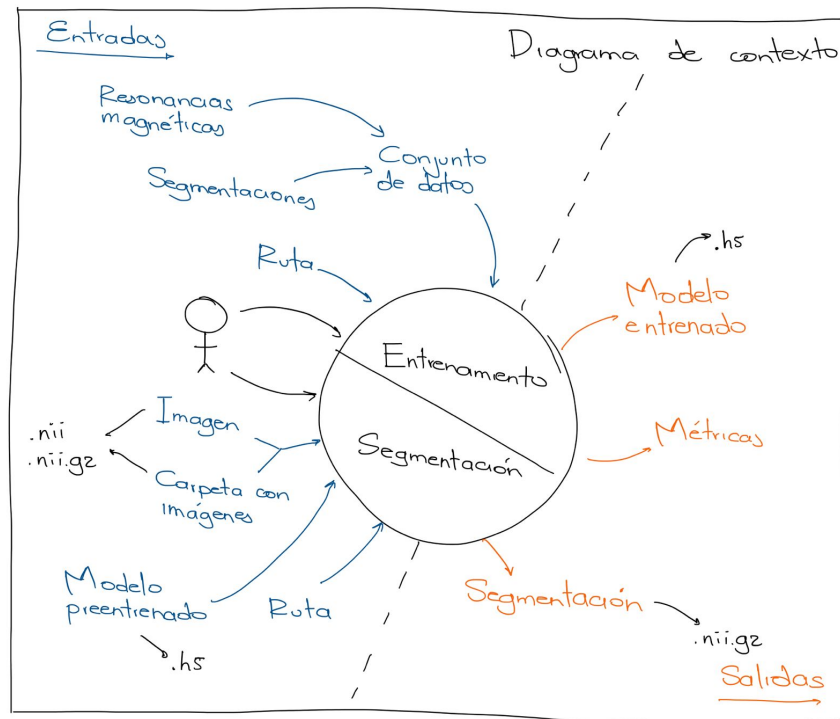 Entradas
Diagrama de contexto
Resonancias
magnéticas
Conjunto
de datos
Segmentaciones
Ruta
.h5
Modelo
entrenado
Entrenamiento
Imagen
.nii
.nii.gz
Segmentación
Métricas
Carpeta con
imágenes
Modelo
preentrenado
Ruta
Segmentación
.h5
.nii.gz
Salidas